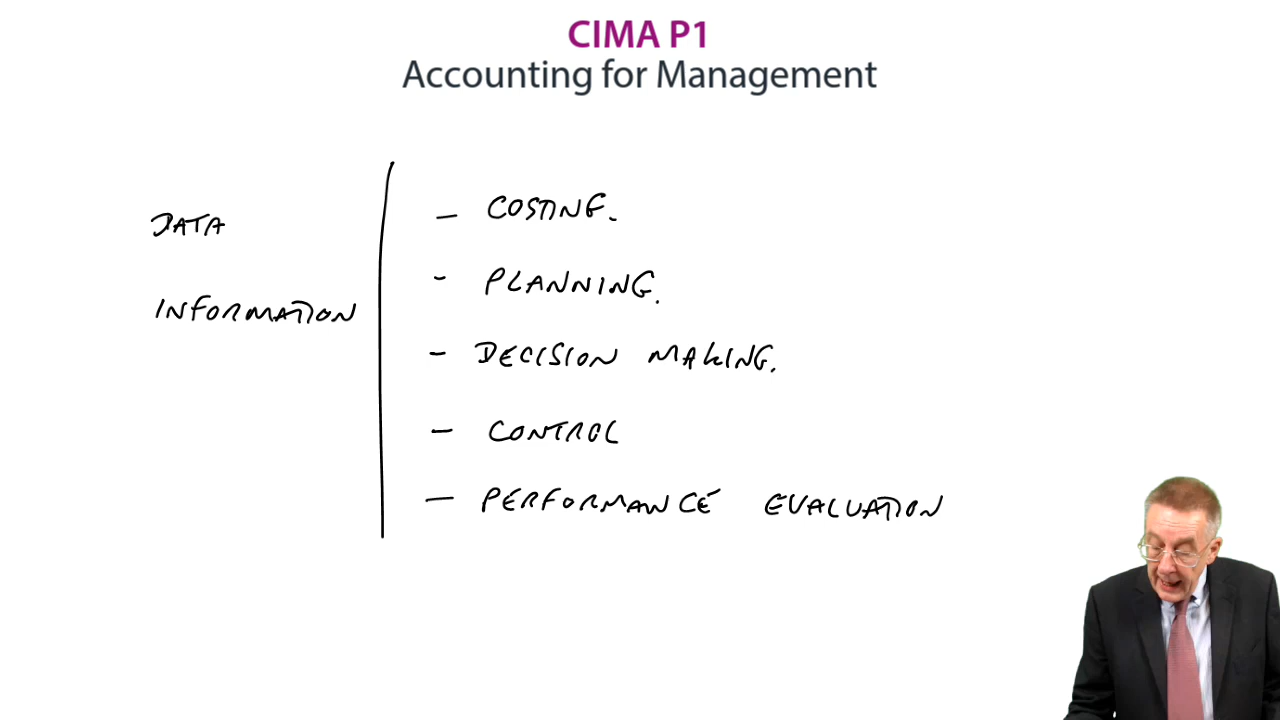 CIMA P1
Accounting for Management
DATA
INFORMATION
- COSTING.
- PLANNING.
- DECISION MAKING.
- CONTROL
- PERFORMANCE EVALUATION